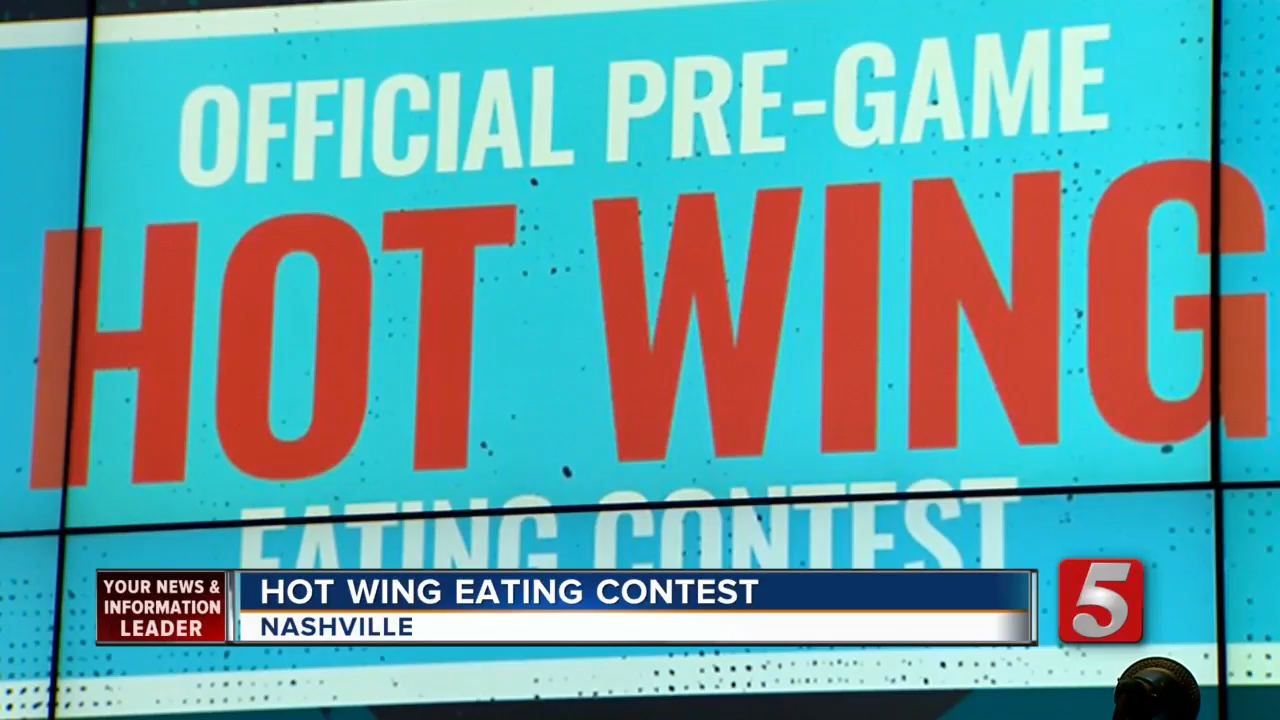 OFFICIAL PRE-GAME
HOT WING
EATING CONTEST
YOUR NEWS &
INFORMATION
LEADER
HOT WING EATING CONTEST
NASHVILLE
5